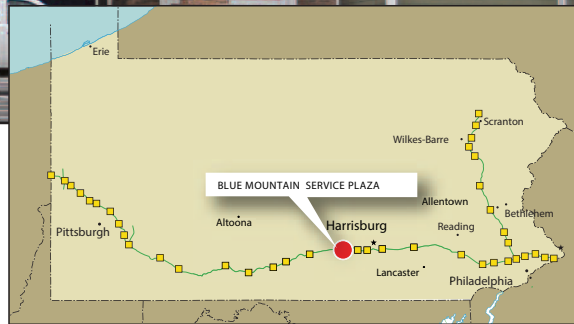 Erie
Scranton
Wilkes-Barre
BLUE MOUNTAIN SERVICE PLAZA
Allentown
Bethlehem
Altoona
Harrisburg
Reading
Pittsburgh
Lancaster
Philadelphia